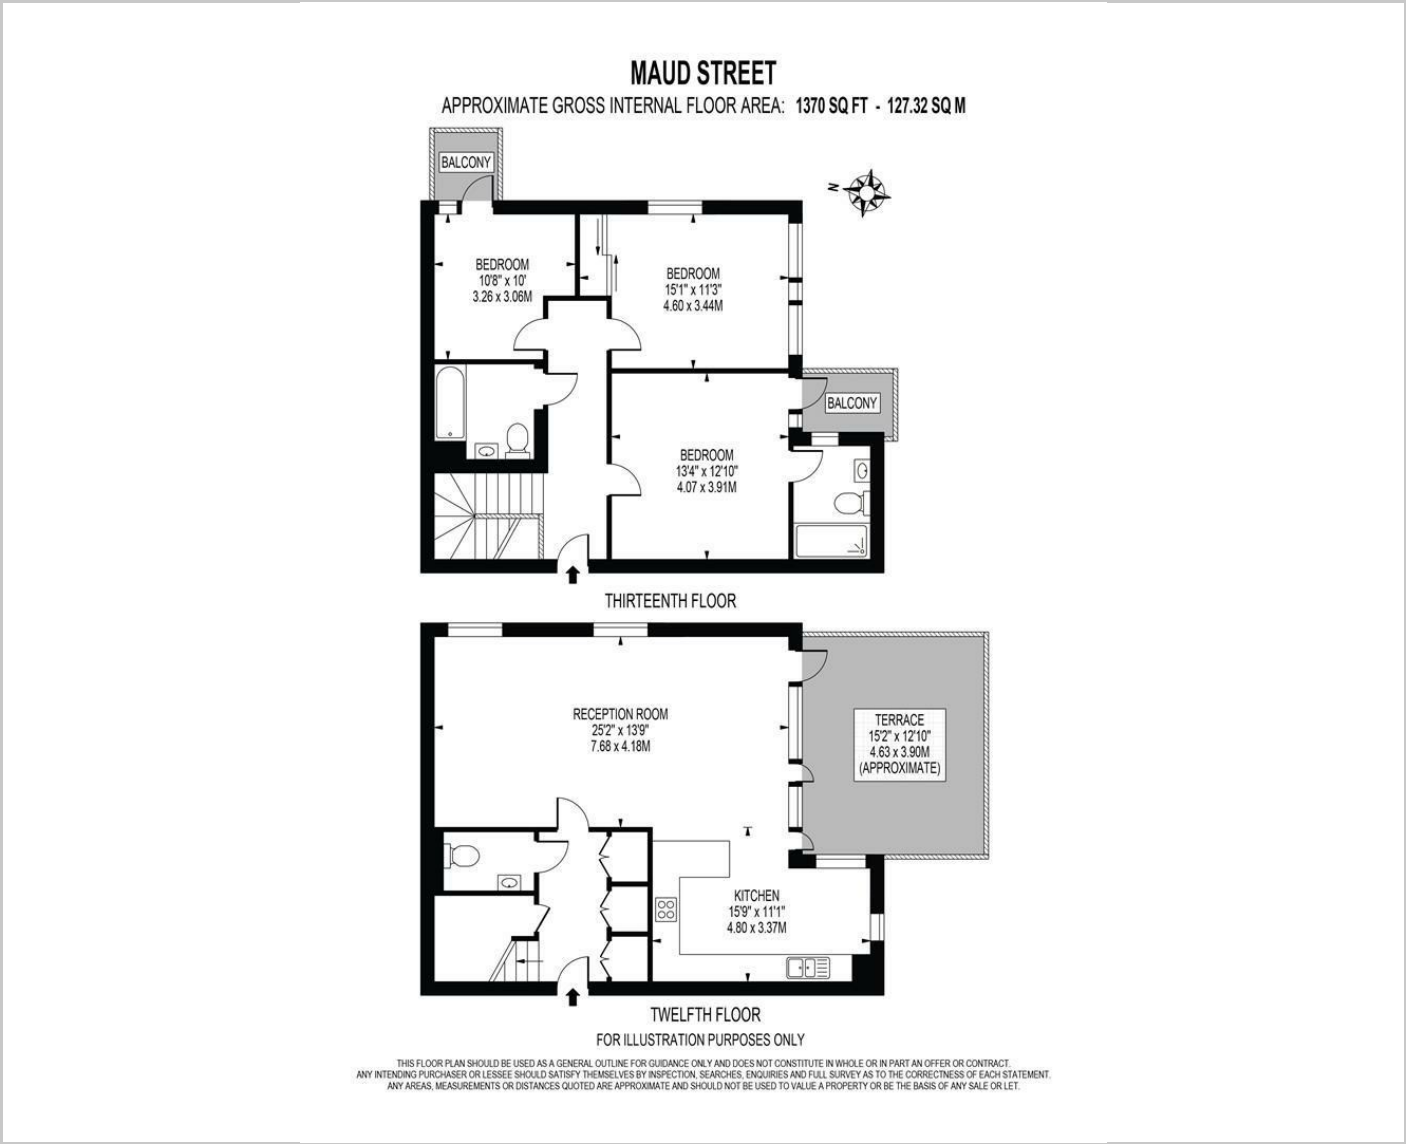 MAUD STREET
APPROXIMATE GROSS INTERNAL FLOOR AREA: 1370 SQ FT - 127.32 SQ M
BALCONY
N
BEDROOM
10'8" x 10'
3.26 x 3.06M
BEDROOM
15'1" x 11'3"
4.60 x 3.44M
BALCONY
BEDROOM
13'4" x 12'10"
4.07 x 3.91M
THIRTEENTH FLOOR
RECEPTION ROOM
25'2" x 13'9"
7.68 x 4.18M
TERRACE
15'2" x 12'10"
4.63 x 3.90M
(APPROXIMATE)
KITCHEN
15'9" x 11'1"
4.80 x 3.37M
TWELFTH FLOOR
FOR ILLUSTRATION PURPOSES ONLY
THIS FLOOR PLAN SHOULD BE USED AS A GENERAL OUTLINE FOR GUIDANCE ONLY AND DOES NOT CONSTITUTE IN WHOLE OR IN PART AN OFFER OR CONTRACT.
ANY INTENDING PURCHASER OR LESSEE SHOULD SATISFY THEMSELVES BY INSPECTION, SEARCHES, ENQUIRIES AND FULL SURVEY AS TO THE CORRECTNESS OF EACH STATEMENT.
ANY AREAS, MEASUREMENTS OR DISTANCES QUOTED ARE APPROXIMATE AND SHOULD NOT BE USED TO VALUE A PROPERTY OR BE THE BASIS OF ANY SALE OR LET.